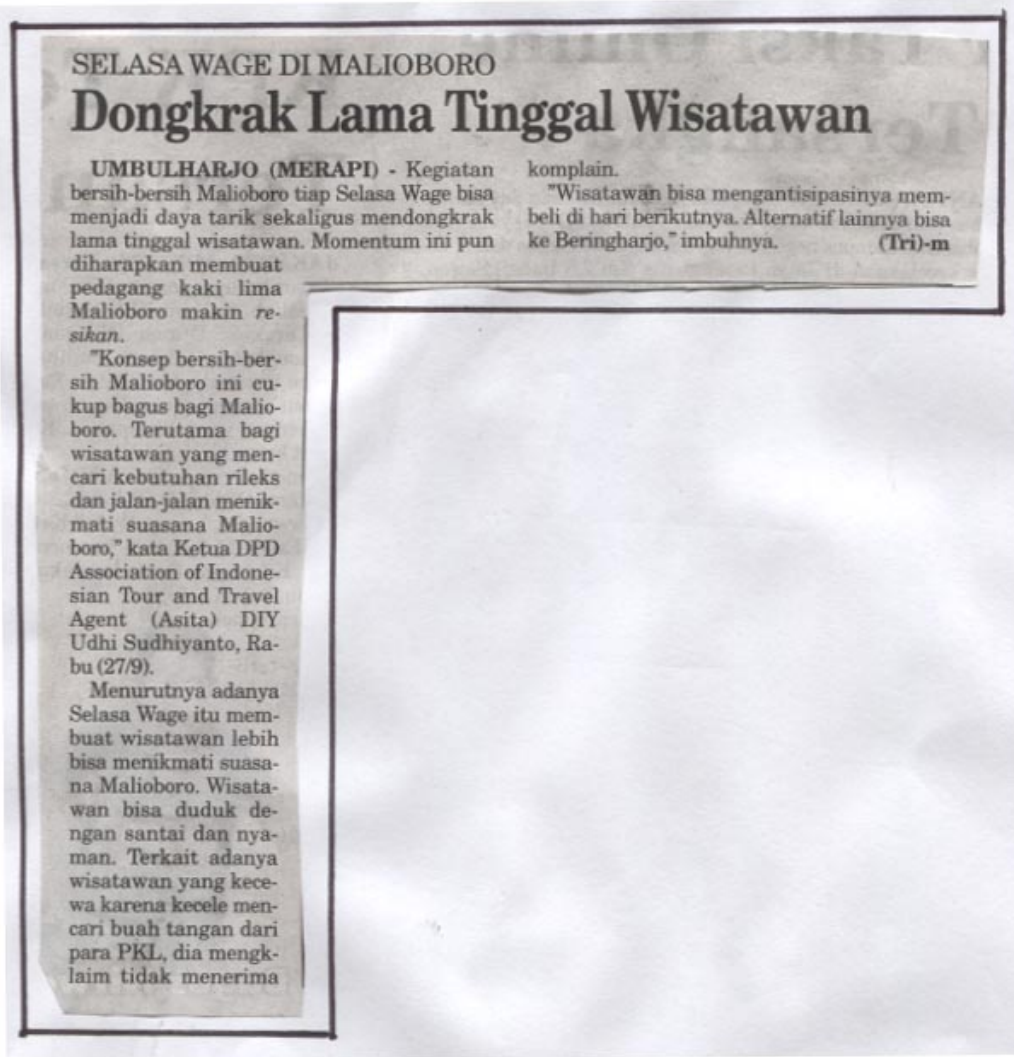 SELASA WAGE DI MALIOBORO
Dongkrak Lama Tinggal Wisatawan
UMBULHARJO (MERAPI) - Kegiatan
bersih-bersih Malioboro tiap Selasa Wage bisa
menjadi daya tarik sekaligus mendongkrak
lama tinggal wisatawan. Momentum ini pun
diharapkan membuat
pedagang kaki lima
Malioboro makin re-
sikan.
"Konsep bersih-ber-
sih Malioboro ini cu-
kup bagus bagi Malio-
boro. Terutama bagi
wisatawan yang men-
cari kebutuhan rileks
dan jalan-jalan menik-
mati suasana Malio-
boro," kata Ketua DPD
Association of Indone-
sian Tour and Travel
Agent (Asita) DIY
Udhi Sudhiyanto, Ra-
bu (27/9).
Menurutnya adanya
Selasa Wage itu mem-
buat wisatawan lebih
bisa menikmati suasa-
na Malioboro. Wisata-
wan bisa duduk de-
ngan santai dan nya-
man. Terkait adanya
wisatawan yang kece-
wa karena kecele men-
cari buah tangan dari
para PKL, dia mengk-
laim tidak menerima
komplain.
"Wisatawan bisa mengantisipasinya mem-
beli di hari berikutnya. Alternatif lainnya bisa
ke Beringharjo," imbuhnya. (Tri)-m